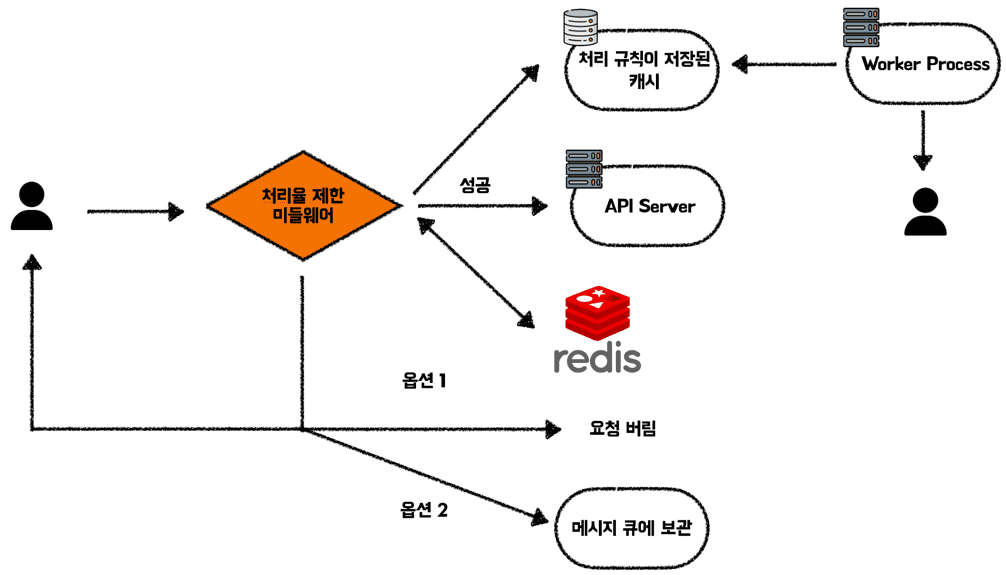 처리 규칙이 저장된
캐시
Worker Process
처리율 제한
미들웨어
성공
API Server
redis
옵션 1
요청 버림
옵션 2
메시지 큐에 보관